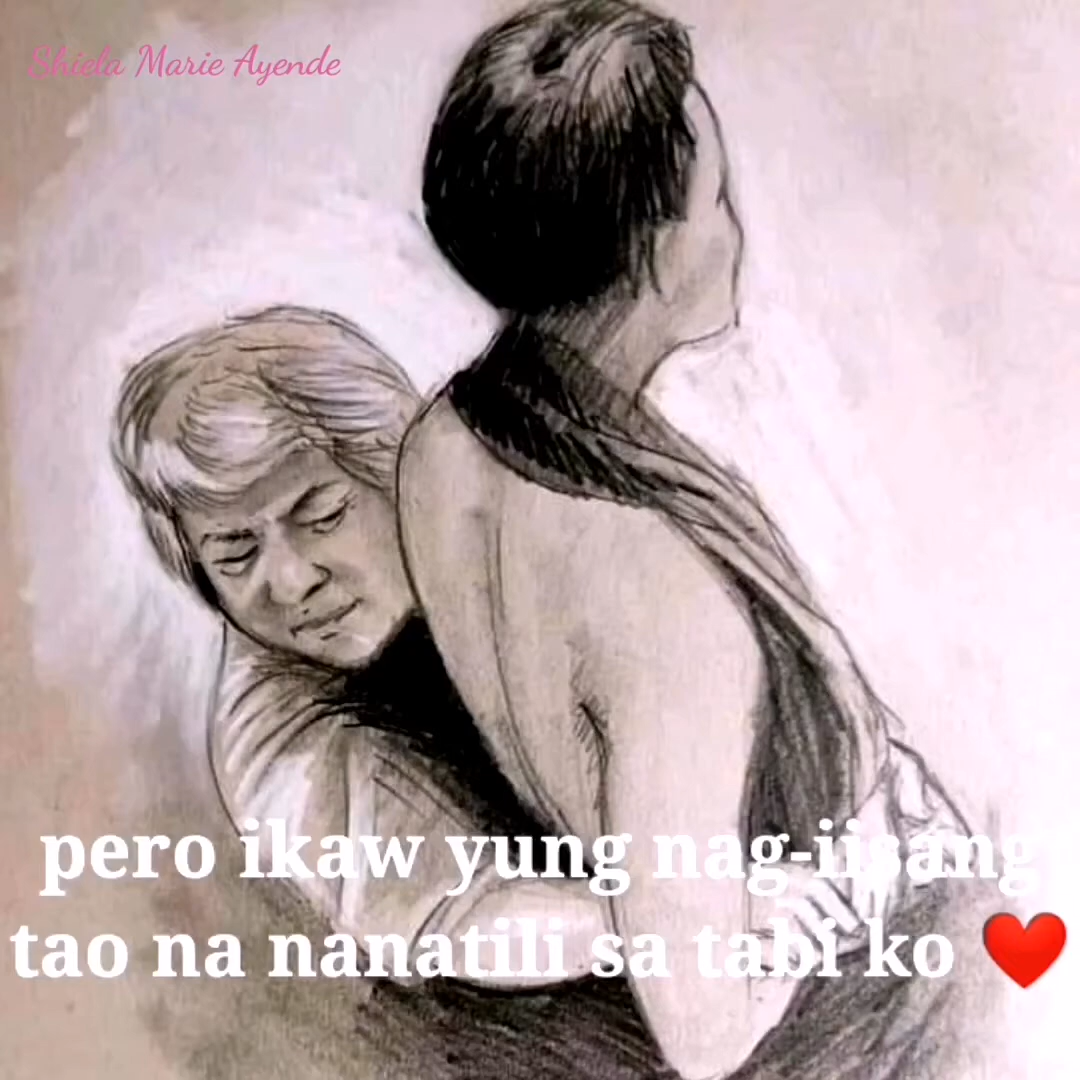 Shiela Marie Ayende
pero ikaw yung nag-iisang
tao na nanatili sa tabi ko ❤️